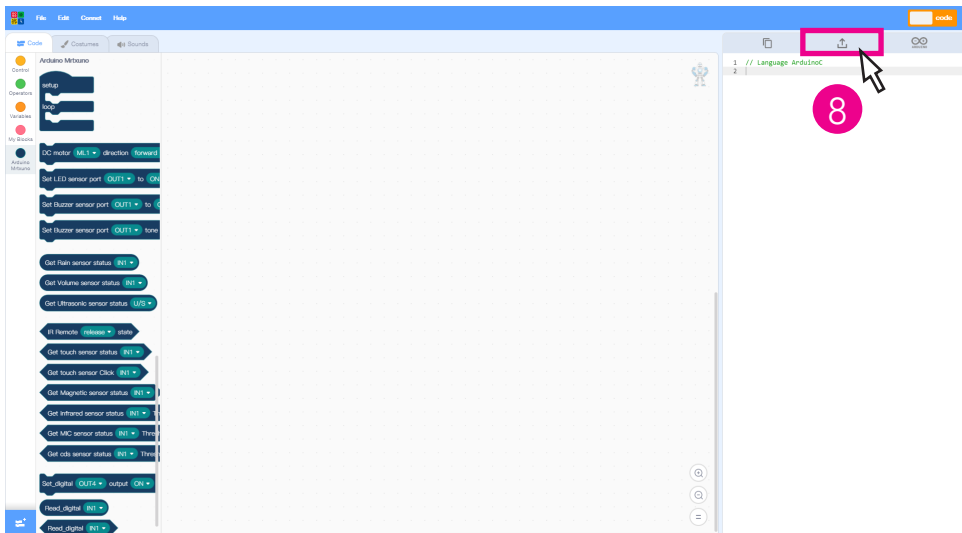 File Edit Connet Help
code
Code Costumes Sounds
Control
Operators
Variables
My Blocks
Arduino
Mrtxuno
Arduino Mrtxuno
setup
loop
DC motor ML1 direction forward
Set LED sensor port OUT1 to ON
Set Buzzer sensor port OUT1 to
Set Buzzer sensor port OUT1 tone
Get Rain sensor status IN1
Get Volume sensor status IN1
Get Ultrasonic sensor status U/S
IR Remote release state
Get touch sensor status IN1
Get touch sensor Click IN1
Get Magnetic sensor status IN1
Get Infrared sensor status IN1
Get MIC sensor status IN1
Get cds sensor status IN1
Set_digital OUT4 output ON
Read_digital IN1
Read_digital IN1
1 // Language ArduinoC
2
8